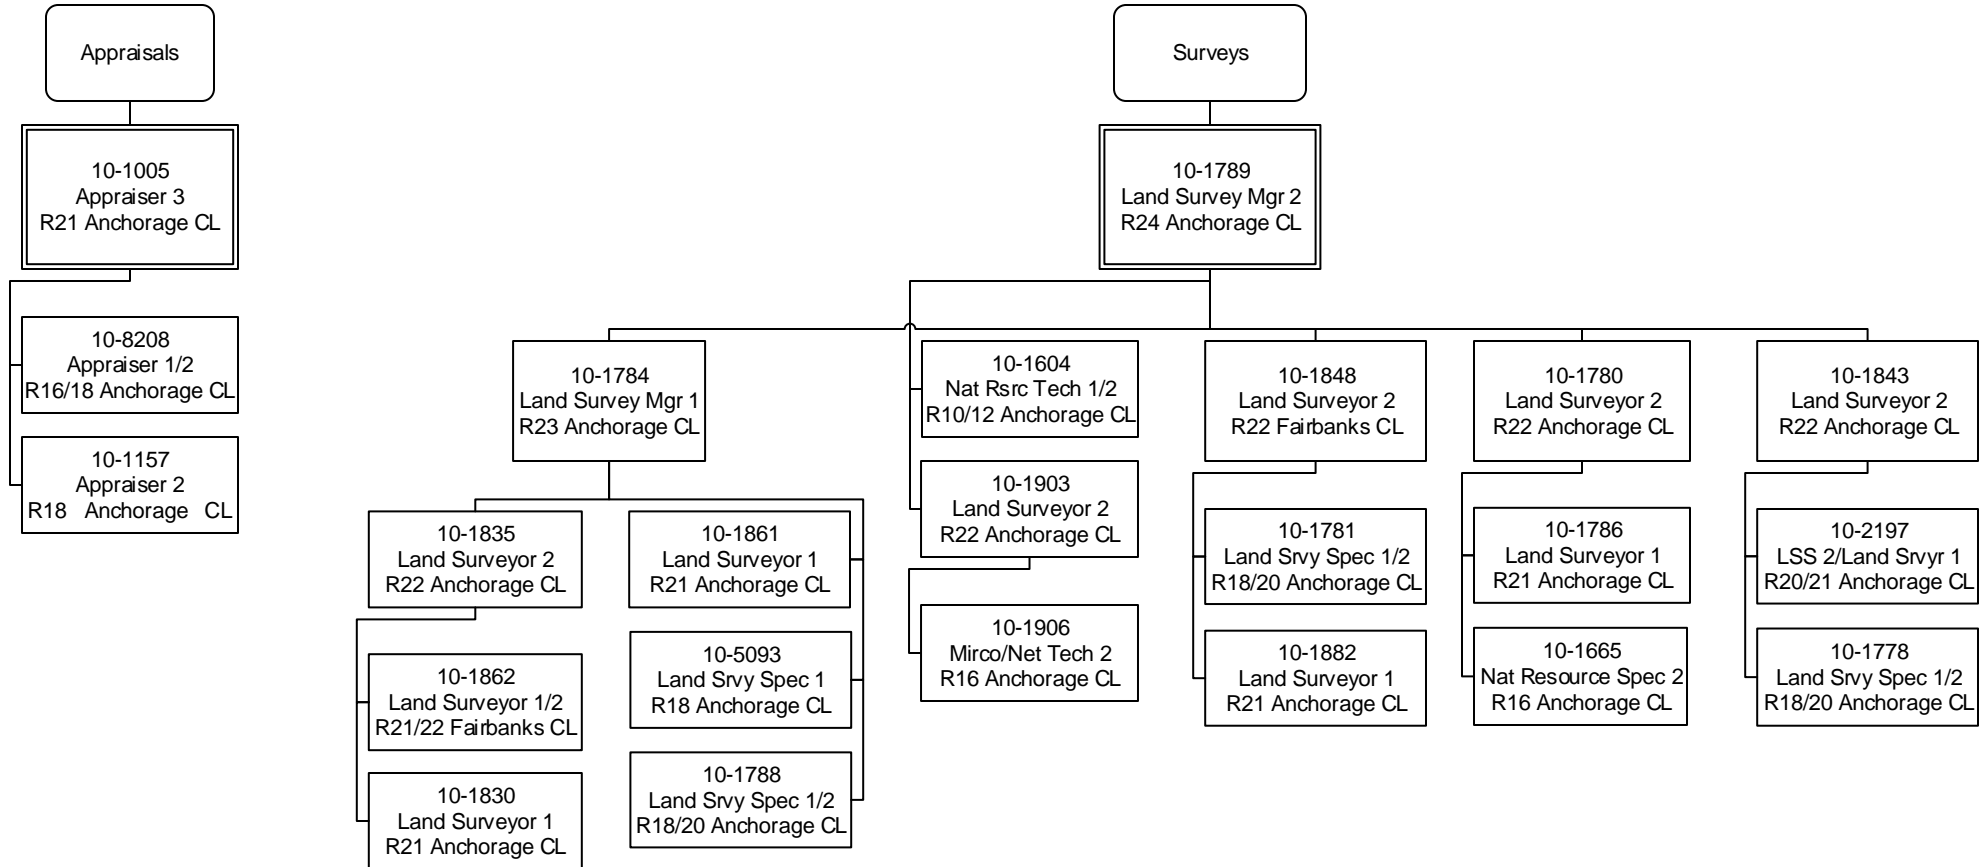 Appraisals
10-1005
Appraiser 3
R21 Anchorage CL
10-8208
Appraiser 1/2
R16/18 Anchorage CL
10-1157
Appraiser 2
R18 Anchorage CL
Surveys
10-1789
Land Survey Mgr 2
R24 Anchorage CL
10-1784
Land Survey Mgr 1
R23 Anchorage CL
10-1835
Land Surveyor 2
R22 Anchorage CL
10-1862
Land Surveyor 1/2
R21/22 Fairbanks CL
10-1830
Land Surveyor 1
R21 Anchorage CL
10-1861
Land Surveyor 1
R21 Anchorage CL
10-5093
Land Srvy Spec 1
R18 Anchorage CL
10-1788
Land Srvy Spec 1/2
R18/20 Anchorage CL
10-1604
Nat Rsrc Tech 1/2
R10/12 Anchorage CL
10-1903
Land Surveyor 2
R22 Anchorage CL
10-1906
Mirco/Net Tech 2
R16 Anchorage CL
10-1848
Land Surveyor 2
R22 Fairbanks CL
10-1781
Land Srvy Spec 1/2
R18/20 Anchorage CL
10-1882
Land Surveyor 1
R21 Anchorage CL
10-1780
Land Surveyor 2
R22 Anchorage CL
10-1786
Land Surveyor 1
R21 Anchorage CL
10-1665
Nat Resource Spec 2
R16 Anchorage CL
10-1843
Land Surveyor 2
R22 Anchorage CL
10-2197
LSS 2/Land Srvyr 1
R20/21 Anchorage CL
10-1778
Land Srvy Spec 1/2
R18/20 Anchorage CL